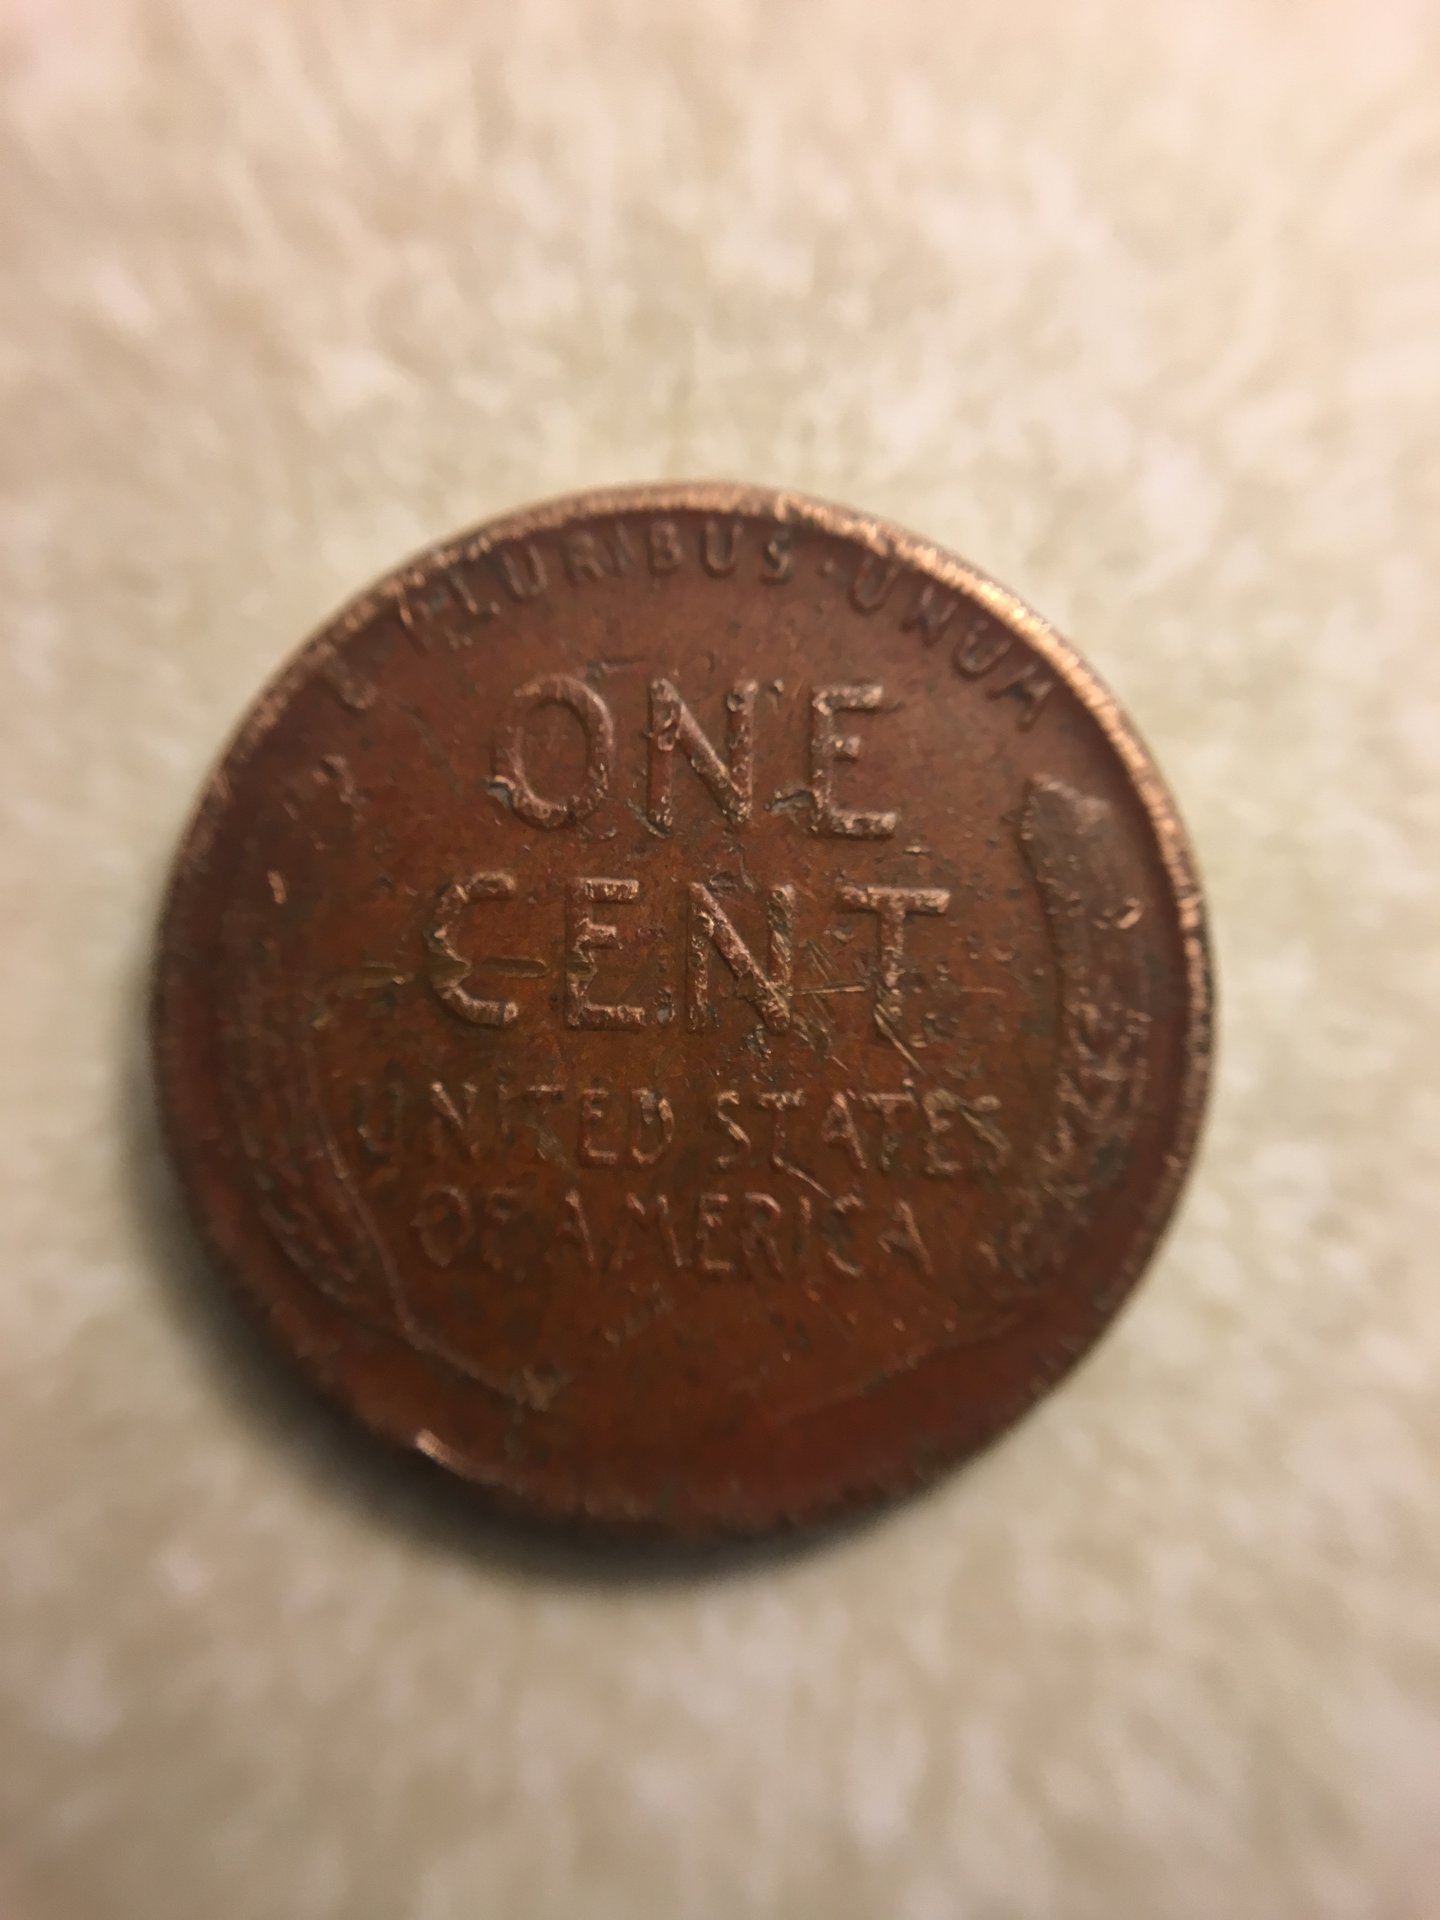 E · PLURIBUS · UNUM
ONE
CENT
UNITED STATES
OF AMERICA